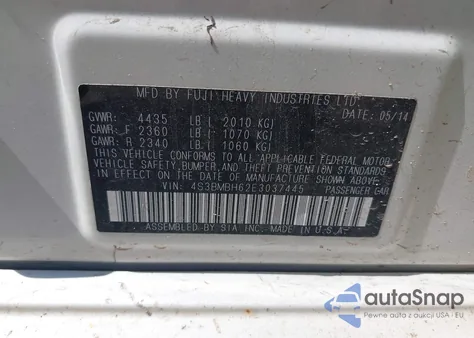 MFD BY FUJI HEAVY INDUSTRIES LTD.
DATE: 05/14
GVWR: 4435 LB ( 2010 KG)
GAWR: F 2360 LB ( 1070 KG)
GAWR: R 2340 LB ( 1060 KG)
THIS VEHICLE CONFORMS TO ALL APPLICABLE FEDERAL MOTOR
VEHICLE SAFETY, BUMPER, AND THEFT PREVENTION STANDARDS
IN EFFECT ON THE DATE OF MANUFACTURE SHOWN ABOVE.
VIN: 4S3BMBH62E3037445 PASSENGER CAR
ASSEMBLED BY SIA, INC. MADE IN U.S.A.
autoSnap
Pewne auta z aukcji USA i EU